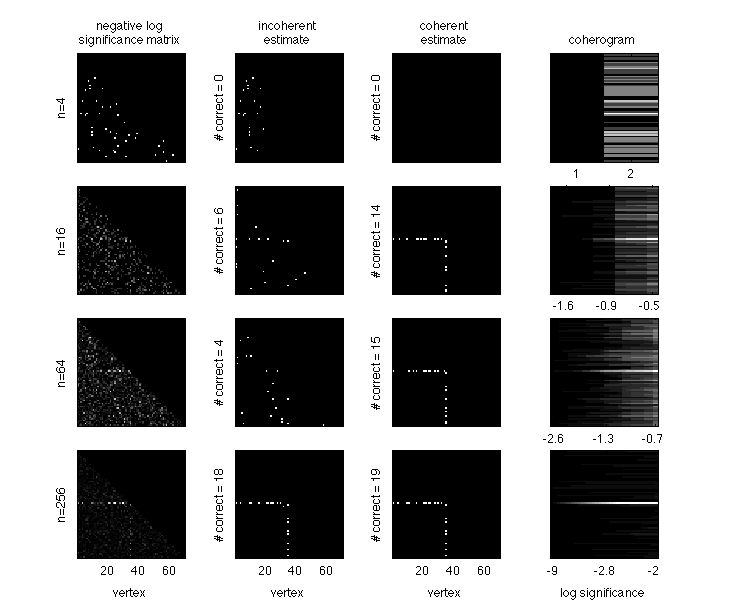 negative log
significance matrix
incoherent
estimate
coherent
estimate
coherogram
n=4
# correct = 0
# correct = 0
1 2
n=16
# correct = 6
# correct = 14
-1.6 -0.9 -0.5
n=64
# correct = 4
# correct = 15
-2.6 -1.3 -0.7
n=256
# correct = 18
# correct = 19
20 40 60
20 40 60
20 40 60
-9 -2.8 -2
vertex
vertex
vertex
log significance